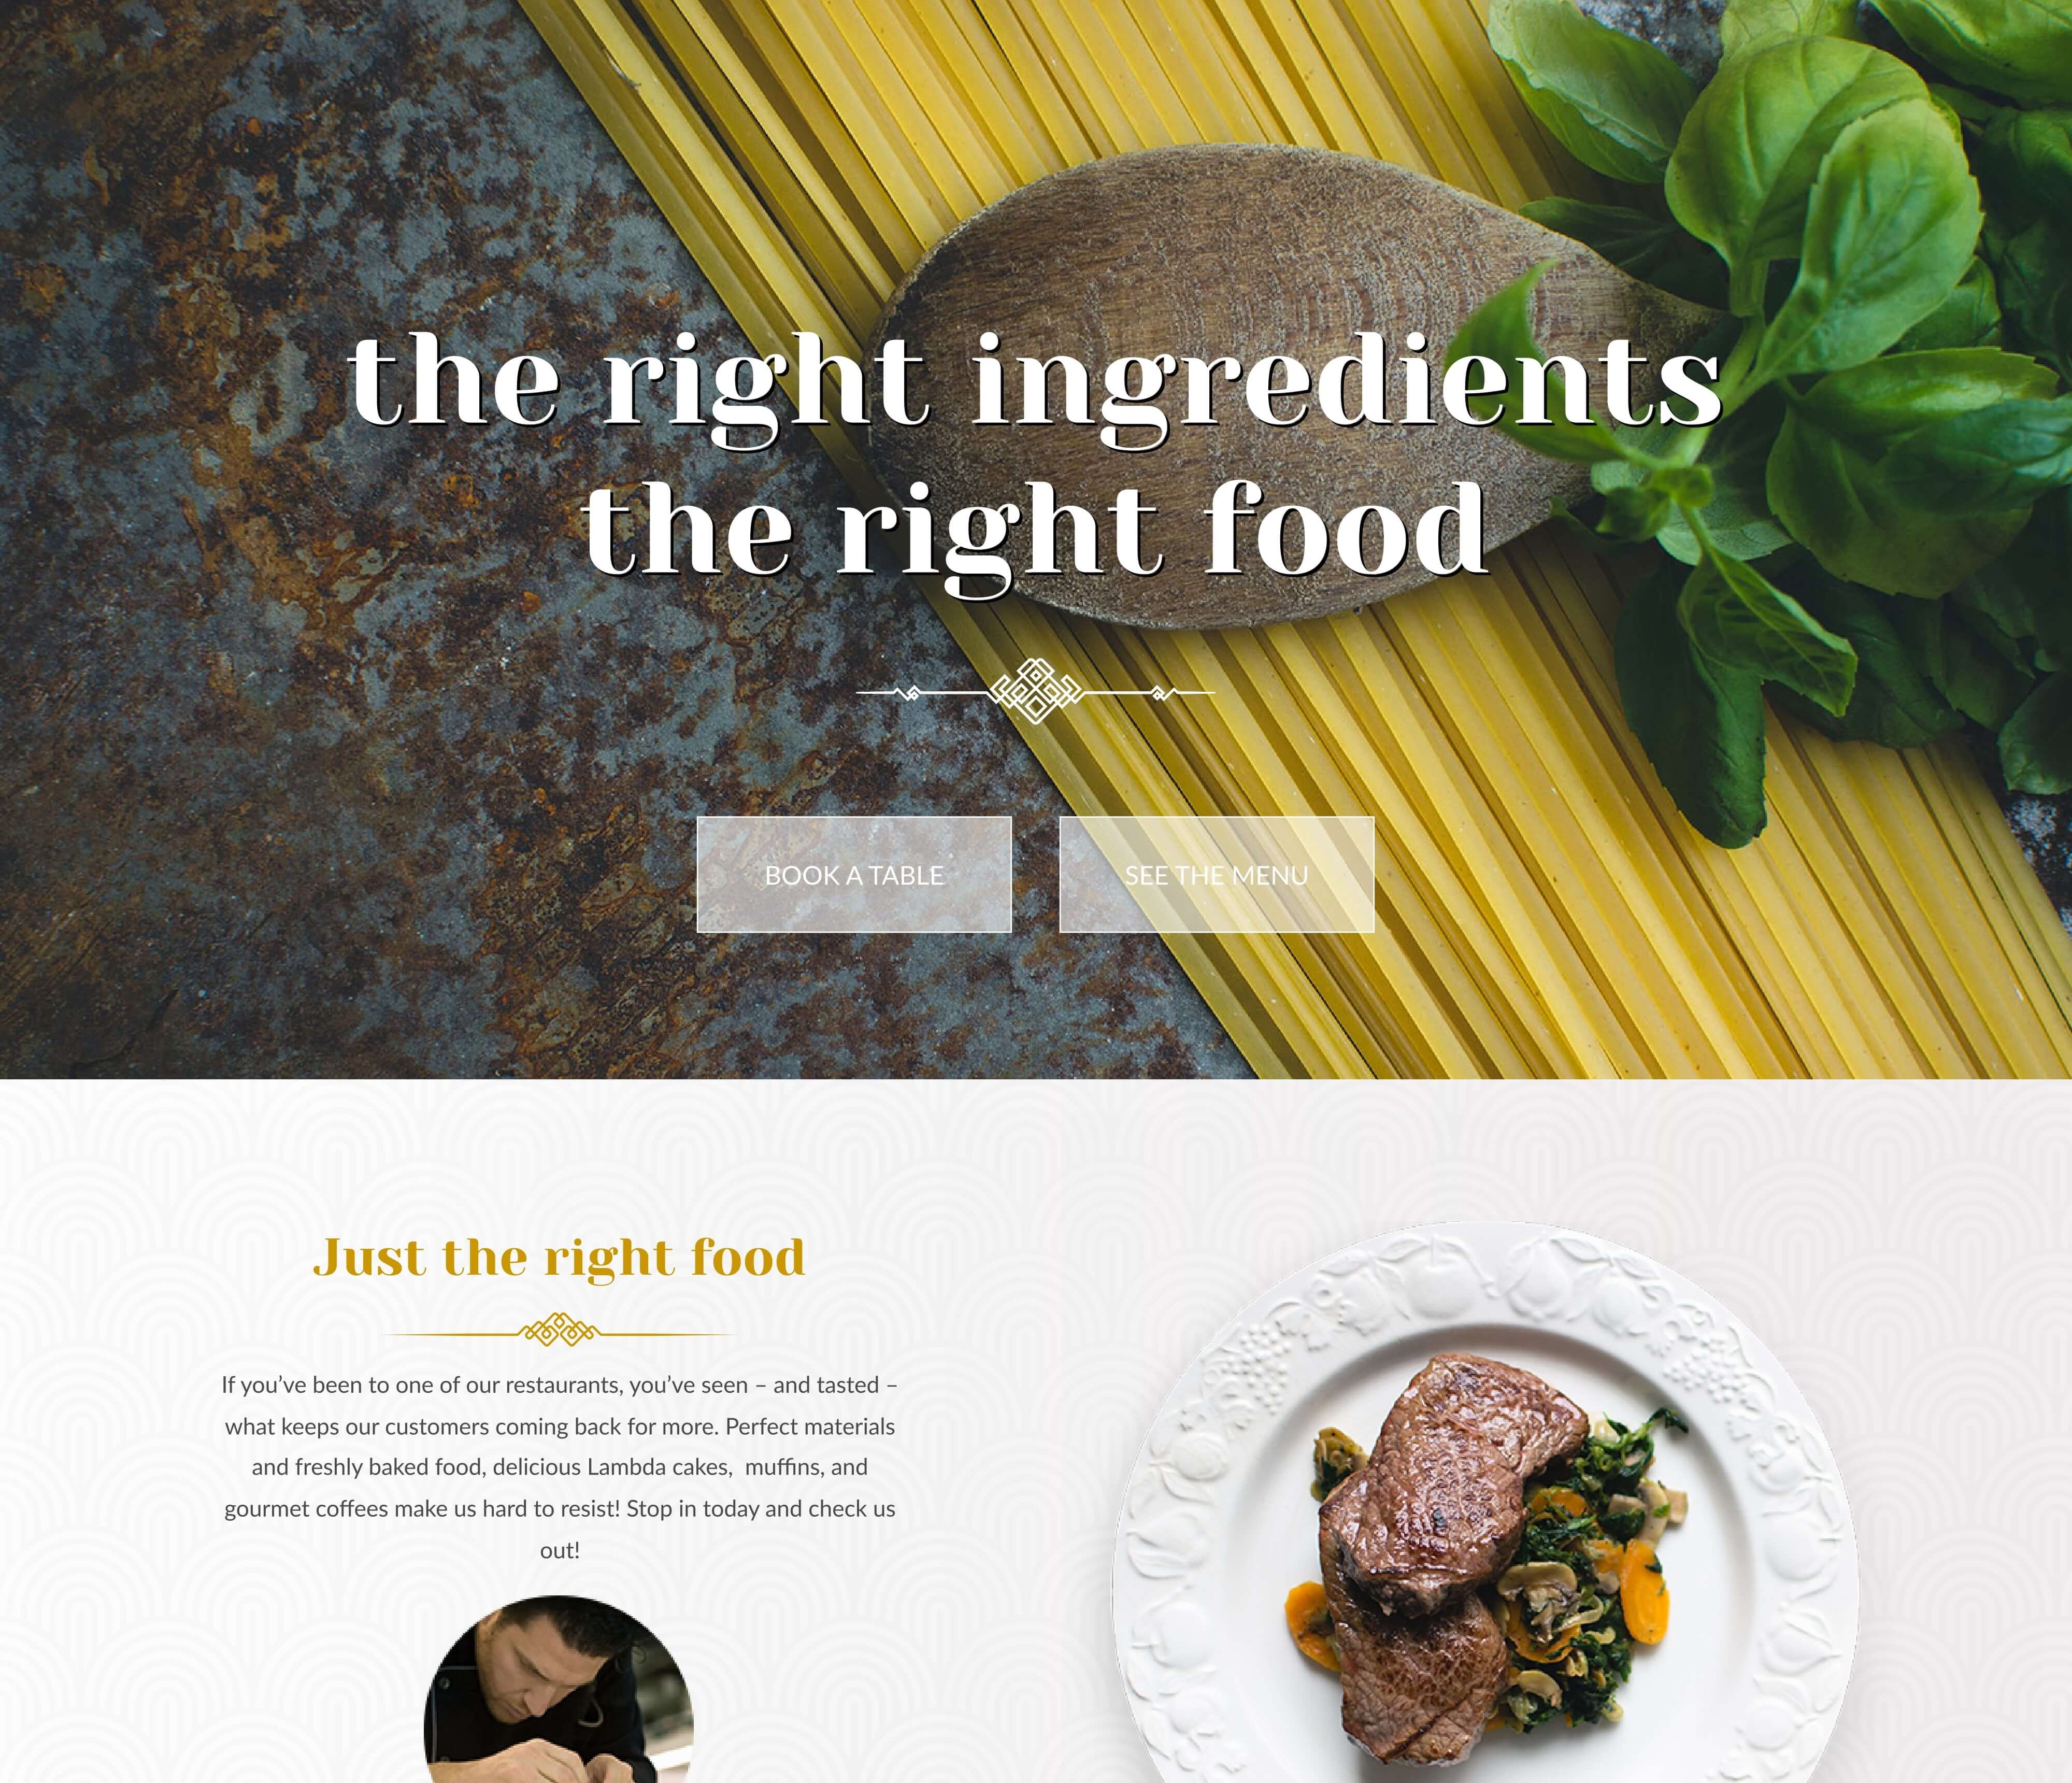 the right ingredients
the right food
BOOK A TABLE
SEE THE MENU
Just the right food
If you’ve been to one of our restaurants, you’ve seen – and tasted –
what keeps our customers coming back for more. Perfect materials
and freshly baked food, delicious Lambda cakes,  muffins, and
gourmet coffees make us hard to resist! Stop in today and check us
out!